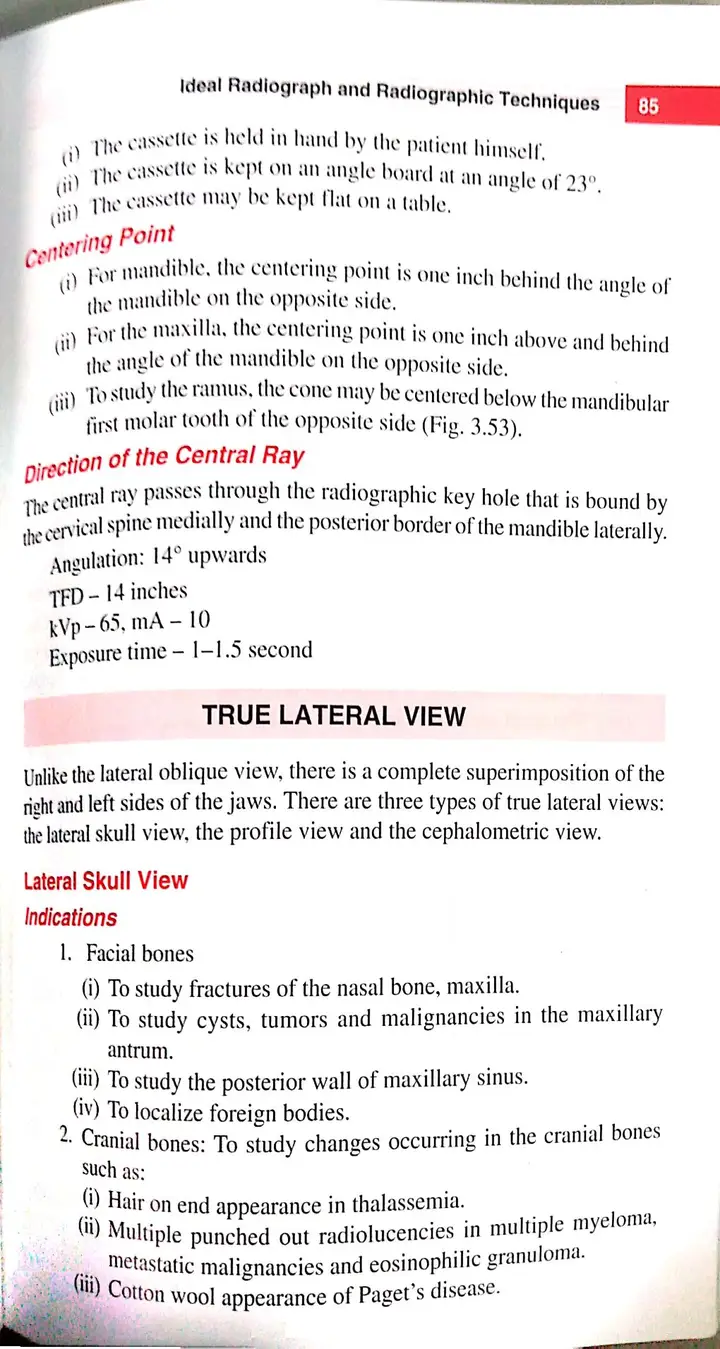 Ideal Radiograph and Radiographic Techniques 85
(i) The cassette is held in hand by the patient himself.
(ii) The cassette is kept on an angle board at an angle of 23°.
(iii) The cassette may be kept flat on a table.
Centering Point
(i) For mandible, the centering point is one inch behind the angle of
the mandible on the opposite side.
(ii) For the maxilla, the centering point is one inch above and behind
the angle of the mandible on the opposite side.
(iii) To study the ramus, the cone may be centered below the mandibular
first molar tooth of the opposite side (Fig. 3.53).
Direction of the Central Ray
The central ray passes through the radiographic key hole that is bound by
the cervical spine medially and the posterior border of the mandible laterally.
Angulation: 14° upwards
TFD – 14 inches
kVp – 65, mA – 10
Exposure time – 1–1.5 second
TRUE LATERAL VIEW
Unlike the lateral oblique view, there is a complete superimposition of the
right and left sides of the jaws. There are three types of true lateral views:
the lateral skull view, the profile view and the cephalometric view.
Lateral Skull View
Indications
1. Facial bones
(i) To study fractures of the nasal bone, maxilla.
(ii) To study cysts, tumors and malignancies in the maxillary
antrum.
(iii) To study the posterior wall of maxillary sinus.
(iv) To localize foreign bodies.
2. Cranial bones: To study changes occurring in the cranial bones
such as:
(i) Hair on end appearance in thalassemia.
(ii) Multiple punched out radiolucencies in multiple myeloma,
metastatic malignancies and eosinophilic granuloma.
(iii) Cotton wool appearance of Paget's disease.